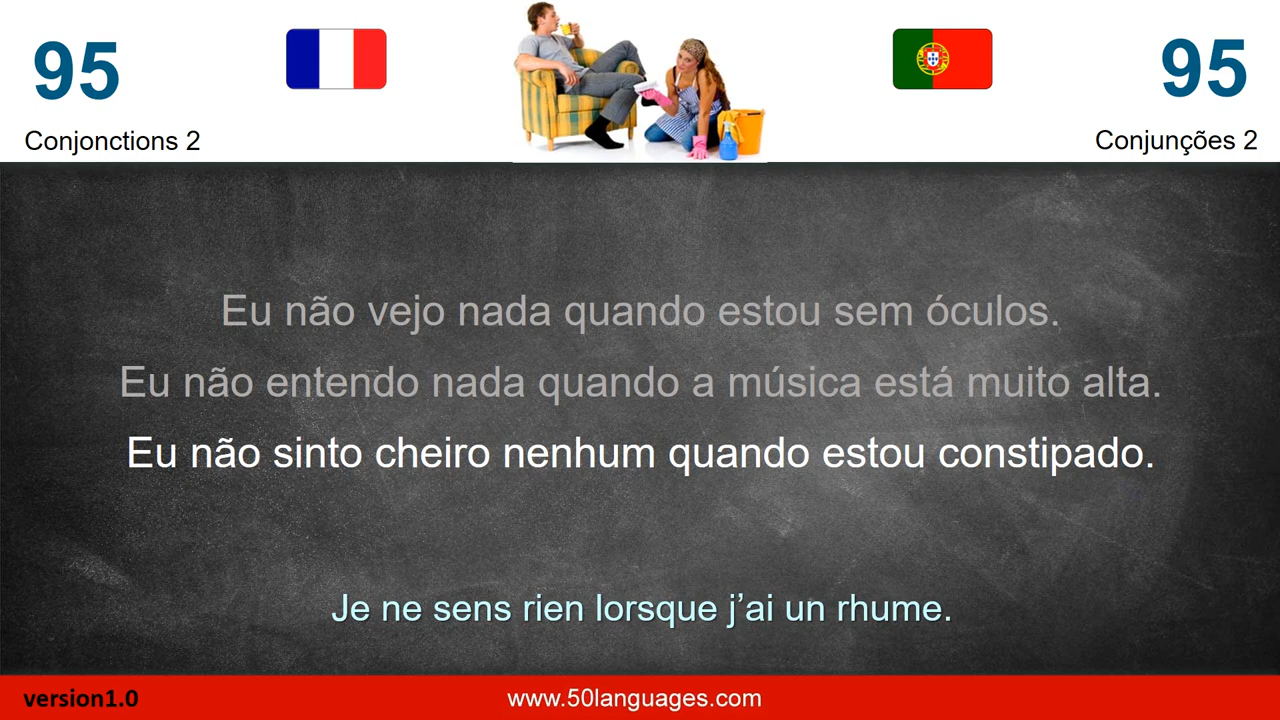 95
95
Conjonctions 2
Conjunções 2
Eu não vejo nada quando estou sem óculos.
Eu não entendo nada quando a música está muito alta.
Eu não sinto cheiro nenhum quando estou constipado.
Je ne sens rien lorsque j’ai un rhume.
version1.0
www.50languages.com